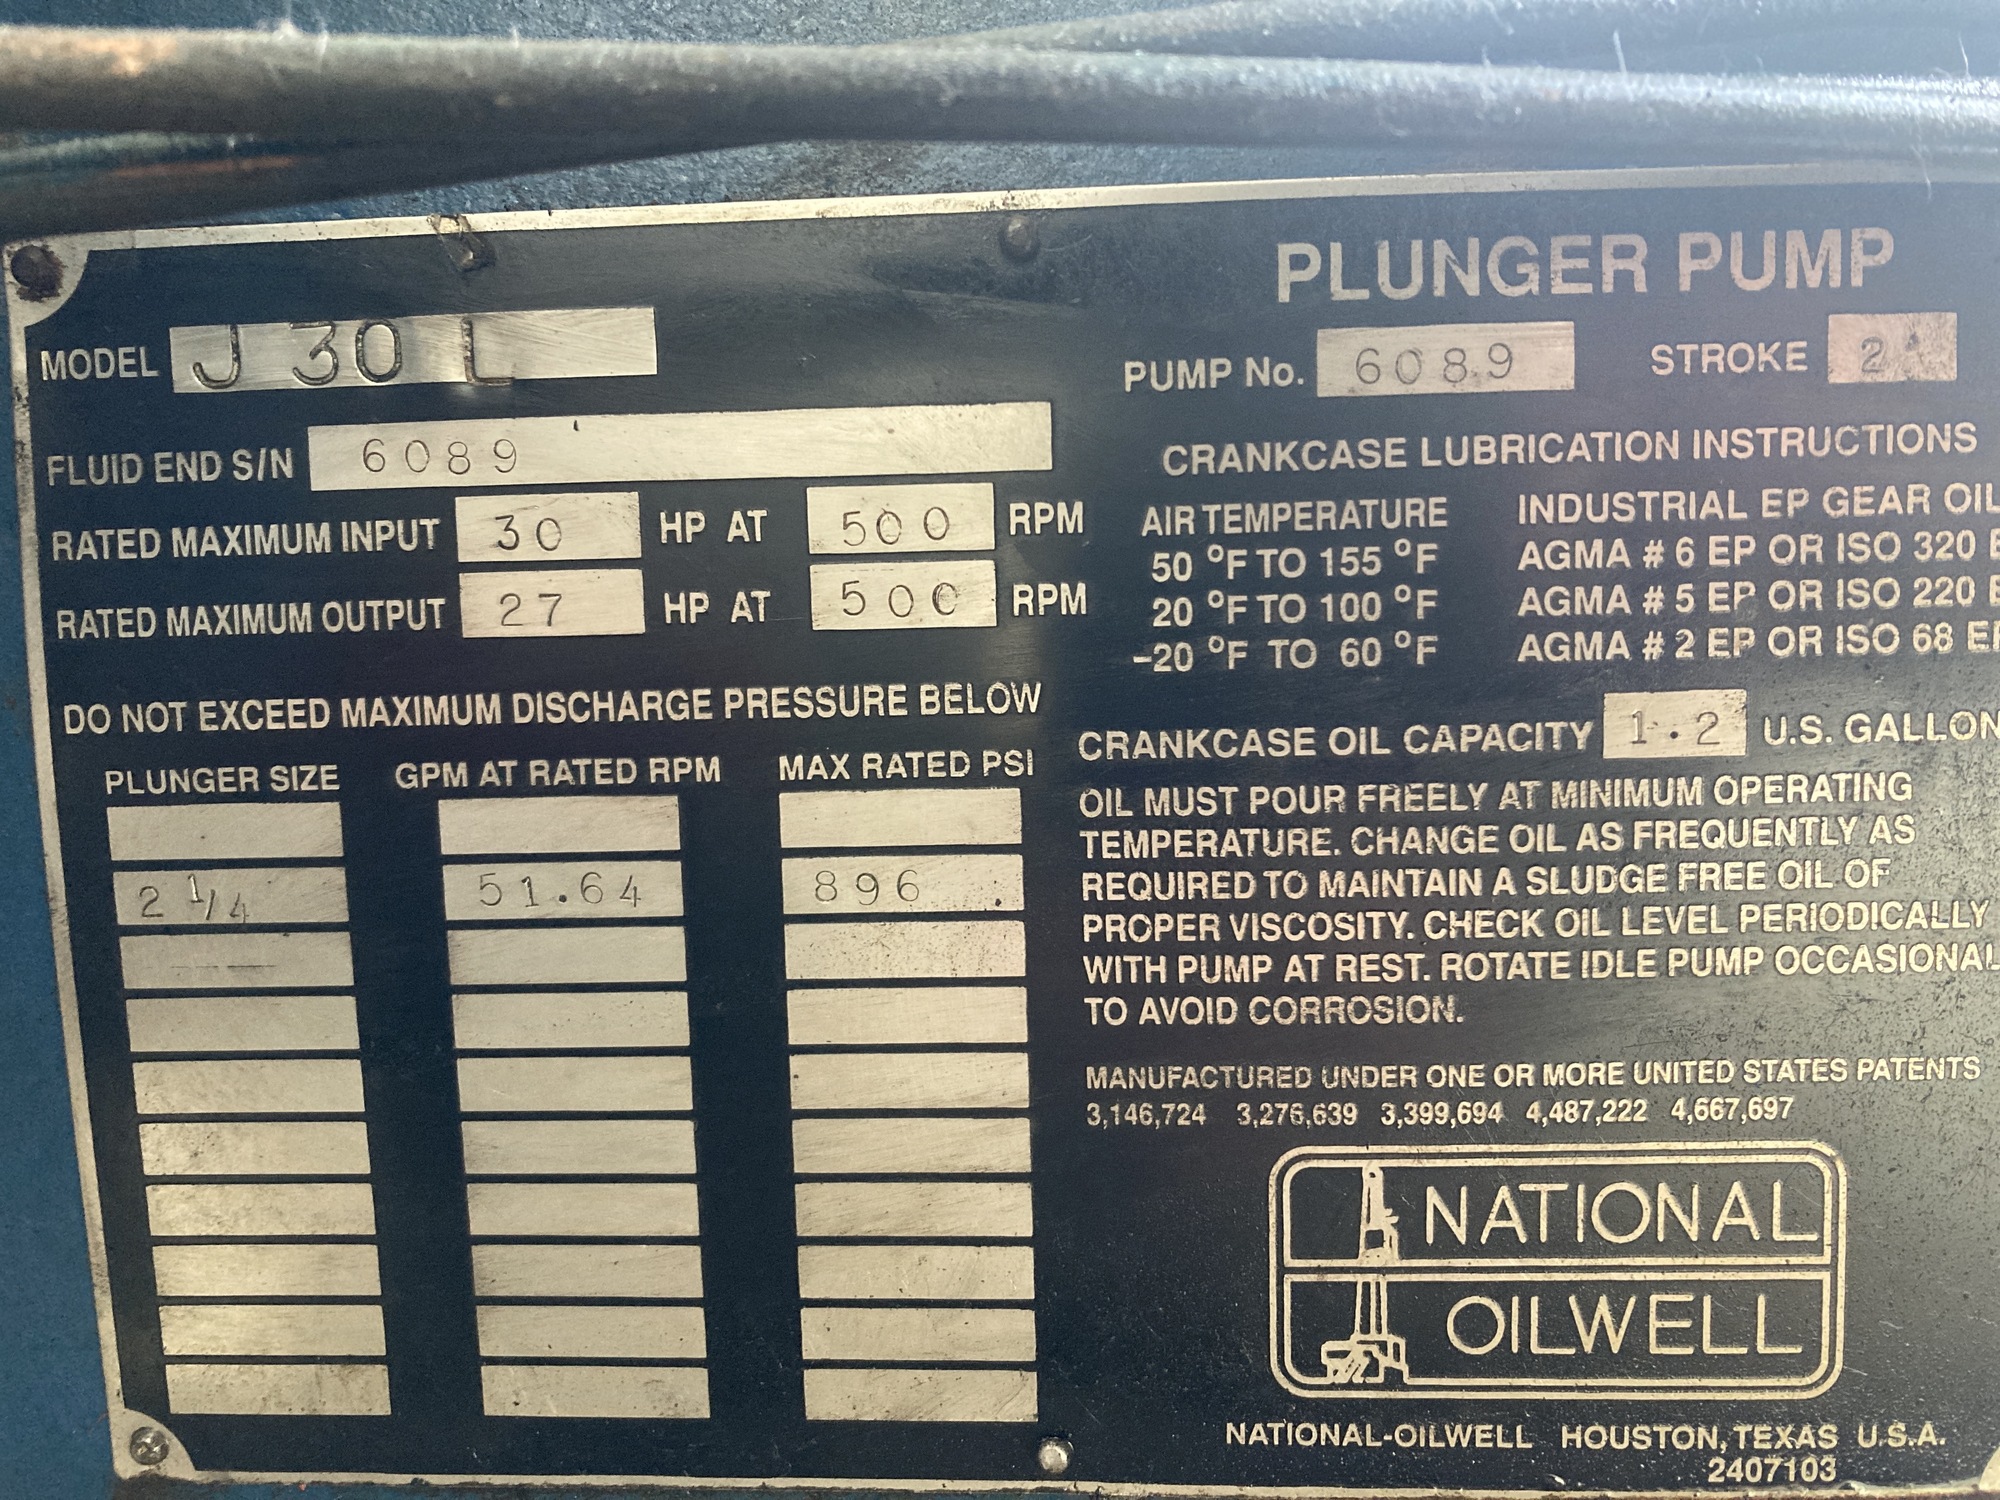 PLUNGER PUMP
MODEL J 30 L
PUMP No. 6089 STROKE 2"
FLUID END S/N 6089
RATED MAXIMUM INPUT 30 HP AT 500 RPM
RATED MAXIMUM OUTPUT 27 HP AT 500 RPM
DO NOT EXCEED MAXIMUM DISCHARGE PRESSURE BELOW
PLUNGER SIZE GPM AT RATED RPM MAX RATED PSI
2 1/4 51.64 896
CRANKCASE LUBRICATION INSTRUCTIONS
AIR TEMPERATURE INDUSTRIAL EP GEAR OIL
50 °F TO 155 °F AGMA # 6 EP OR ISO 320 E
20 °F TO 100 °F AGMA # 5 EP OR ISO 220 E
-20 °F TO 60 °F AGMA # 2 EP OR ISO 68 EP
CRANKCASE OIL CAPACITY 1.2 U.S. GALLON
OIL MUST POUR FREELY AT MINIMUM OPERATING
TEMPERATURE. CHANGE OIL AS FREQUENTLY AS
REQUIRED TO MAINTAIN A SLUDGE FREE OIL OF
PROPER VISCOSITY. CHECK OIL LEVEL PERIODICALLY
WITH PUMP AT REST. ROTATE IDLE PUMP OCCASIONAL
TO AVOID CORROSION.
MANUFACTURED UNDER ONE OR MORE UNITED STATES PATENTS
3,146,724 3,276,639 3,399,694 4,487,222 4,667,697
NATIONAL
OILWELL
NATIONAL-OILWELL HOUSTON, TEXAS U.S.A.
2407103